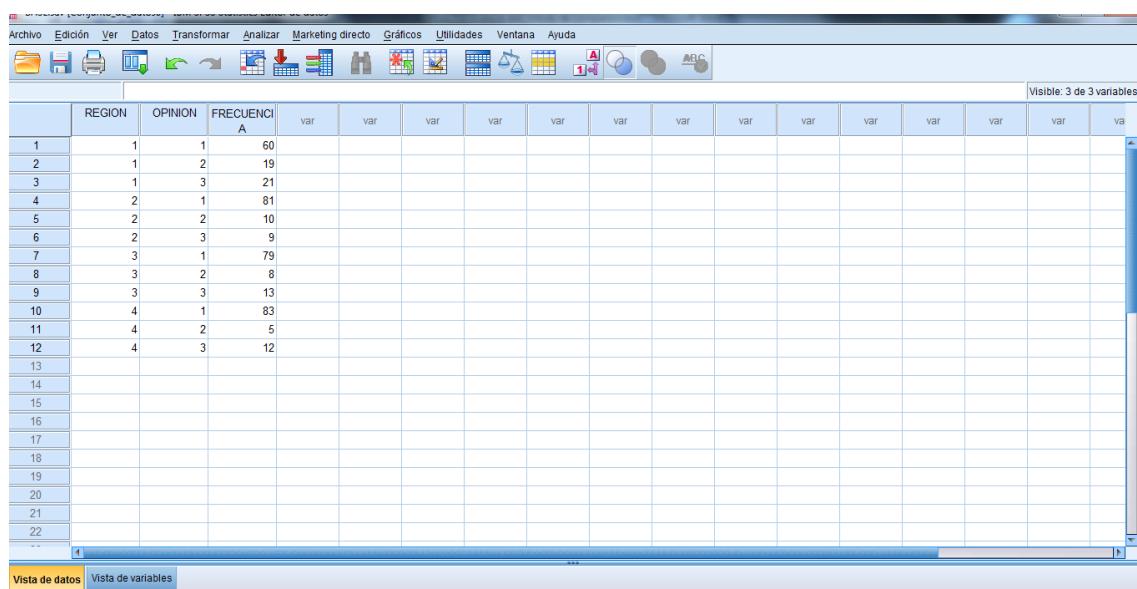 Archivo Edición Ver Datos Transformar Analizar Marketing directo Gráficos Utilidades Ventana Ayuda
Visible: 3 de 3 variables
REGION OPINION FRECUENCI
A var var var var var var var var var var var var va
1 1 1 60
2 1 2 19
3 1 3 21
4 2 1 81
5 2 2 10
6 2 3 9
7 3 1 79
8 3 2 8
9 3 3 13
10 4 1 83
11 4 2 5
12 4 3 12
13
14
15
16
17
18
19
20
21
22
Vista de datos Vista de variables